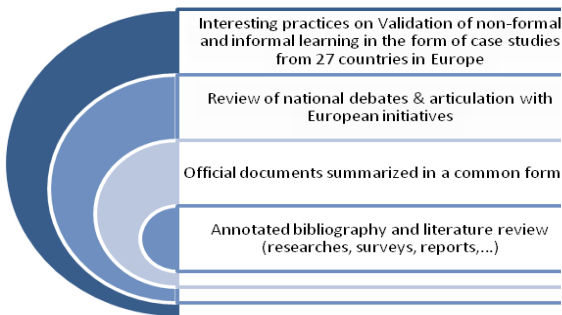 Interesting practices on Validation of non-formal
and informal learning in the form of case studies
from 27 countries in Europe
Review of national debates & articulation with
European initiatives
Official documents summarized in a common form
Annotated bibliography and literature review
(researches, surveys, reports,...)